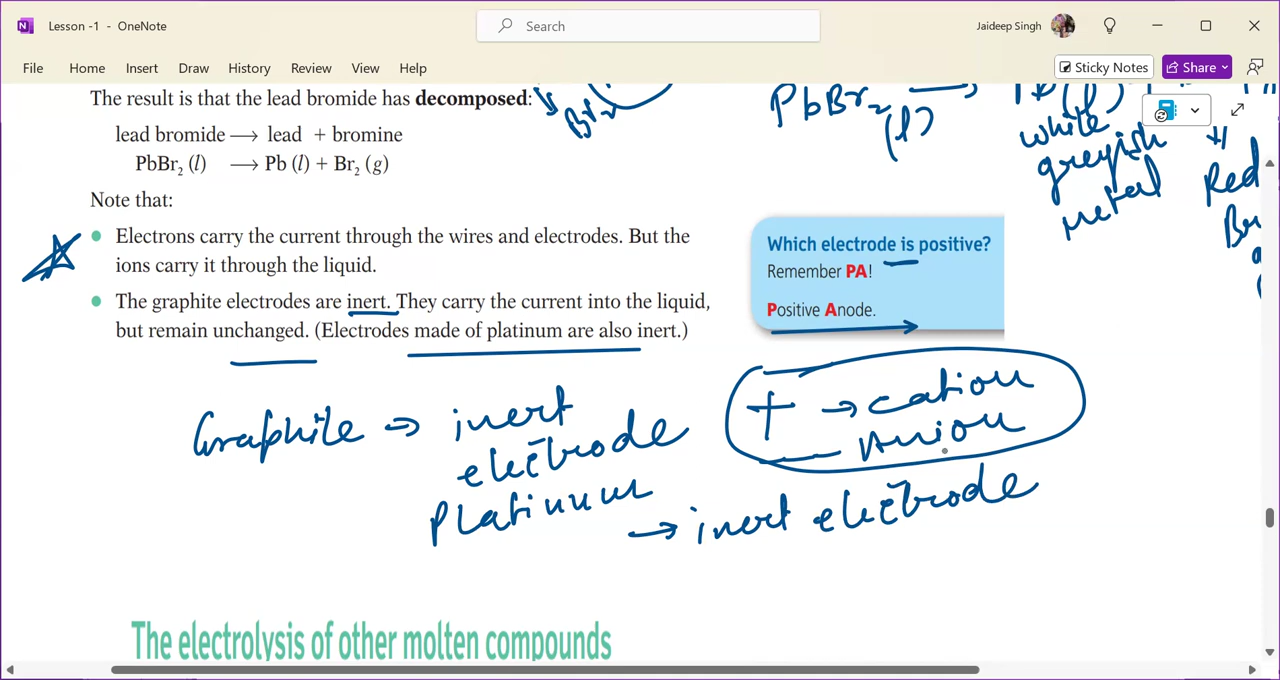 Lesson -1 - OneNote
Search
Jaideep Singh
File Home Insert Draw History Review View Help
Sticky Notes
Share
The result is that the lead bromide has decomposed:
lead bromide ⟶ lead + bromine
PbBr₂ (l) ⟶ Pb (l) + Br₂ (g)
Note that:
Electrons carry the current through the wires and electrodes. But the
ions carry it through the liquid.
The graphite electrodes are inert. They carry the current into the liquid,
but remain unchanged. (Electrodes made of platinum are also inert.)
Br₂
PbBr₂
(l)
white
greyish
metal
Red
Which electrode is positive?
Remember PA!
Positive Anode.
Graphite → inert
electrode
Platinum
→ inert electrode
+ → cation
Anion
The electrolysis of other molten compounds